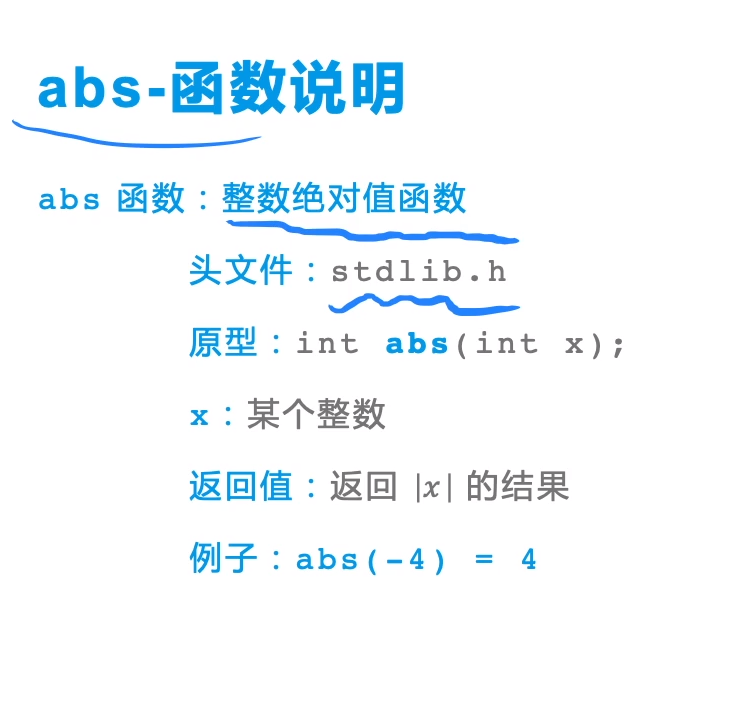 abs-函数说明
abs 函数：整数绝对值函数
头文件：stdlib.h
原型：int abs(int x);
x：某个整数
返回值：返回 |x| 的结果
例子：abs(-4) = 4